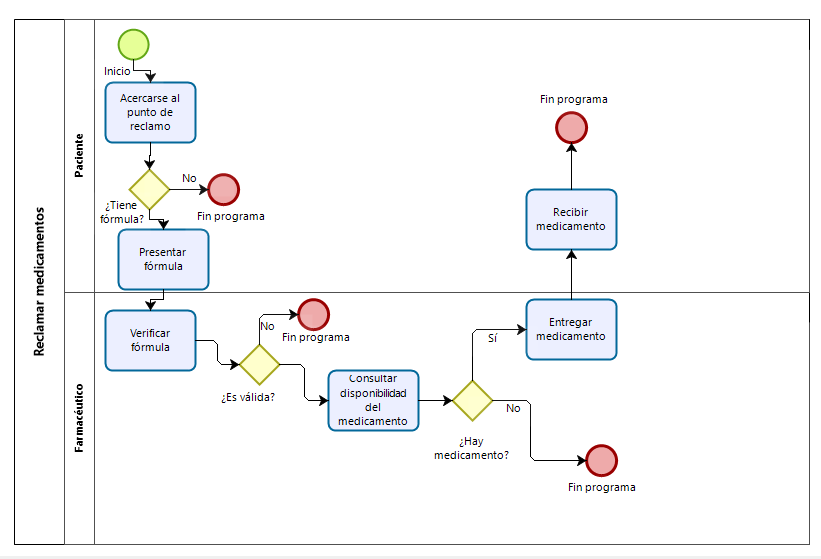 Reclamar medicamentos
Paciente
Inicio
Acercarse al
punto de
reclamo
¿Tiene
fórmula?
No
Fin programa
Presentar
fórmula
Farmacéutico
Verificar
fórmula
¿Es válida?
No
Fin programa
Consultar
disponibilidad
del
medicamento
¿Hay
medicamento?
No
Fin programa
Sí
Entregar
medicamento
Recibir
medicamento
Fin programa